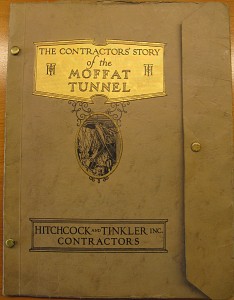 THE CONTRACTORS' STORY
of the
MOFFAT
TUNNEL
HITCHCOCK AND TINKLER INC.
CONTRACTORS